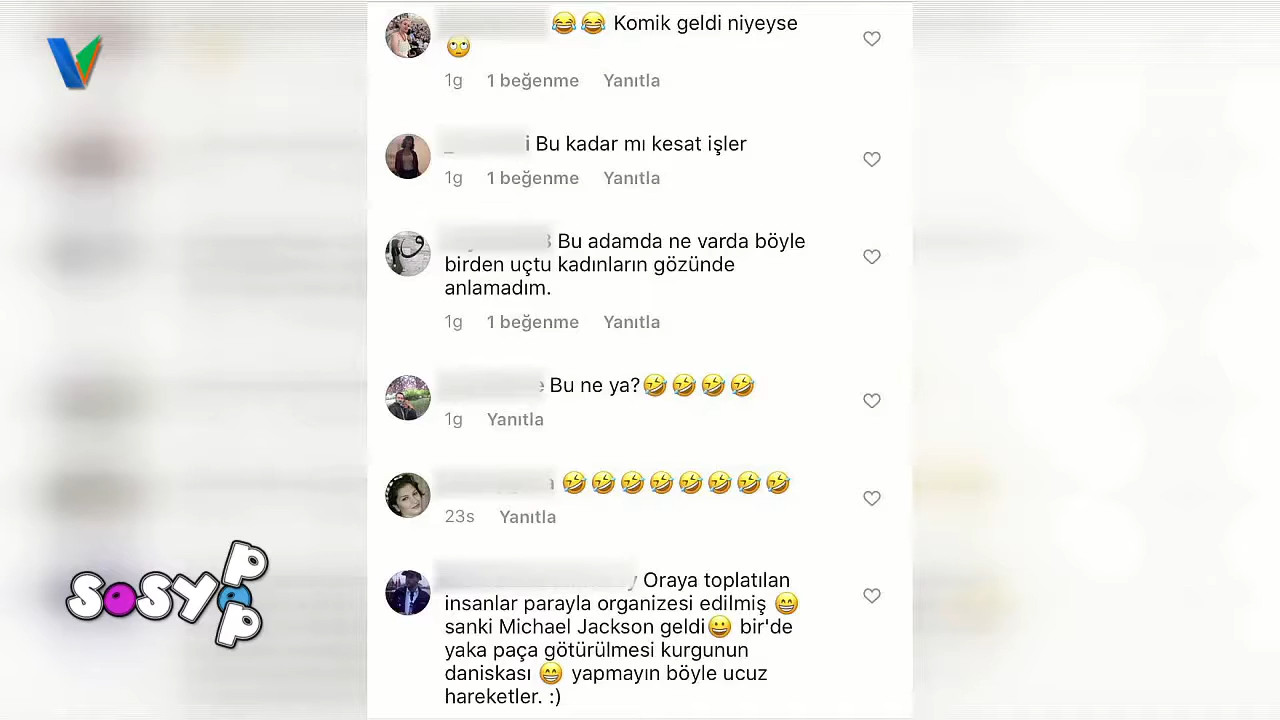 😂 😂 Komik geldi niyeyse
🙄
1g 1 beğenme Yanıtla
i Bu kadar mı kesat işler
1g 1 beğenme Yanıtla
Bu adamda ne varda böyle
birden uçtu kadınların gözünde
anlamadım.
1g 1 beğenme Yanıtla
e Bu ne ya?🤣 🤣 🤣 🤣
1g Yanıtla
a 🤣 🤣 🤣 🤣 🤣 🤣 🤣 🤣
23s Yanıtla
y Oraya toplatılan
insanlar parayla organizesi edilmiş 😁
sanki Michael Jackson geldi😀 bir'de
yaka paça götürülmesi kurgunun
daniskası 😁 yapmayın böyle ucuz
hareketler. :)
V
SOSYPOP